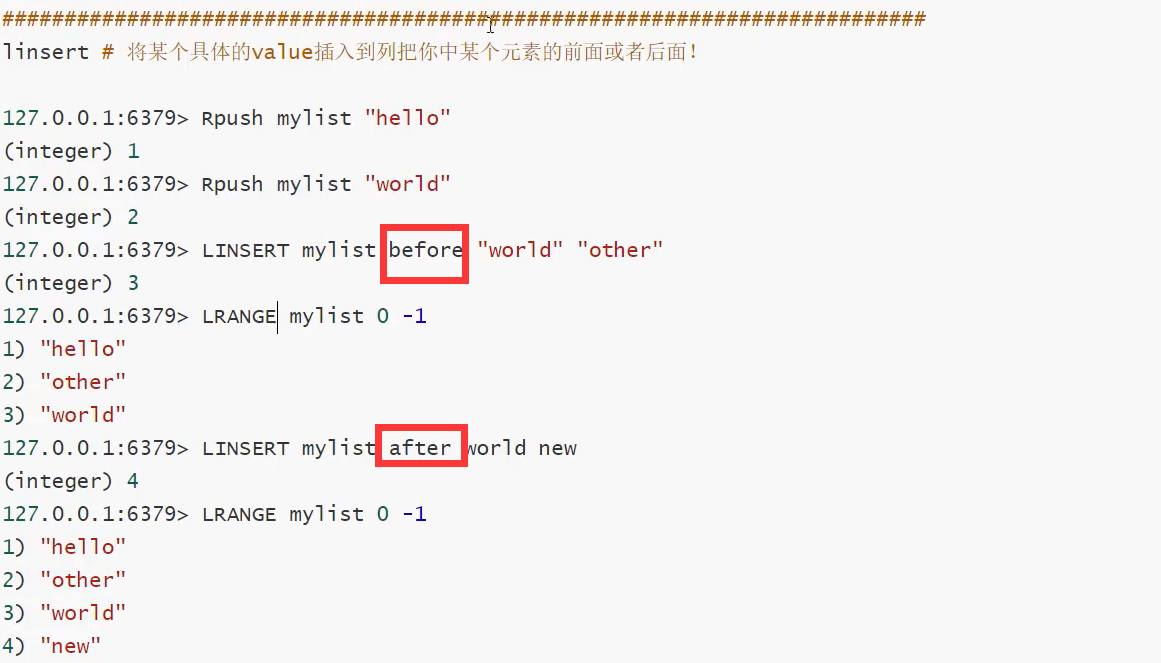 ##########################################################################
linsert # 将某个具体的value插入到列把你中某个元素的前面或者后面!
127.0.0.1:6379> Rpush mylist "hello"
(integer) 1
127.0.0.1:6379> Rpush mylist "world"
(integer) 2
127.0.0.1:6379> LINSERT mylist before "world" "other"
(integer) 3
127.0.0.1:6379> LRANGE mylist 0 -1
1) "hello"
2) "other"
3) "world"
127.0.0.1:6379> LINSERT mylist after world new
(integer) 4
127.0.0.1:6379> LRANGE mylist 0 -1
1) "hello"
2) "other"
3) "world"
4) "new"